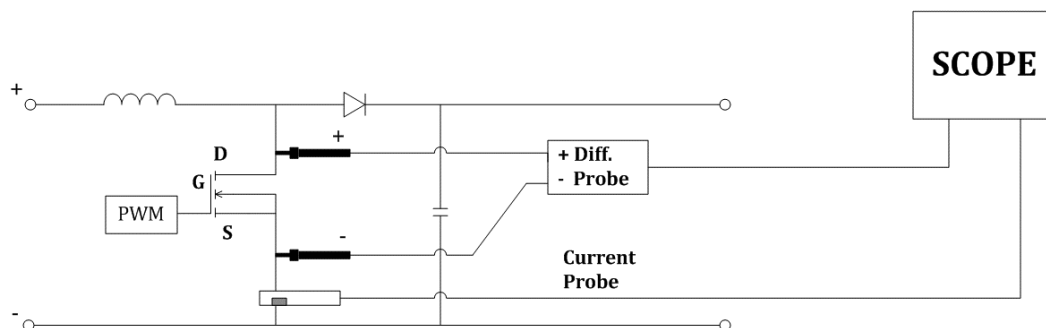 SCOPE
+
+
D
+ Diff.
- Probe
G
PWM
S
-
Current
Probe
-